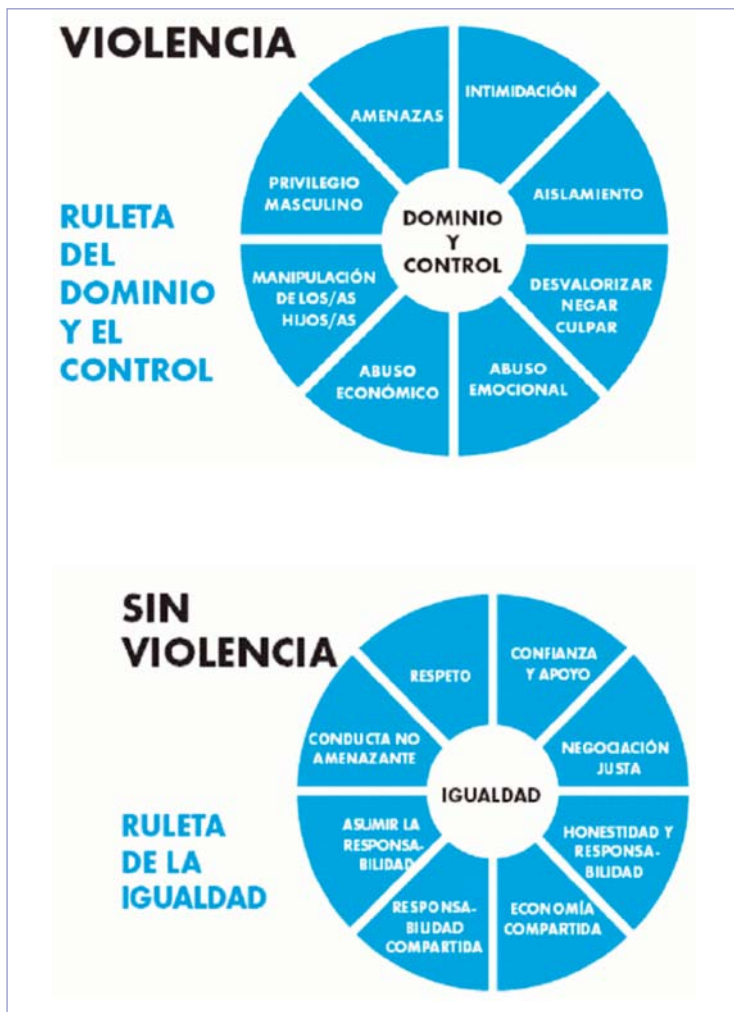 VIOLENCIA
RULETA
DEL
DOMINIO
Y EL
CONTROL
AMENAZAS
INTIMIDACIÓN
PRIVILEGIO
MASCULINO
AISLAMIENTO
DOMINIO
Y
CONTROL
MANIPULACIÓN
DE LOS/AS
HIJOS/AS
DESVALORIZAR
NEGAR
CULPAR
ABUSO
ECONÓMICO
ABUSO
EMOCIONAL
SIN
VIOLENCIA
RULETA
DE LA
IGUALDAD
RESPETO
CONFIANZA
Y APOYO
CONDUCTA NO
AMENAZANTE
NEGOCIACIÓN
JUSTA
IGUALDAD
ASUMIR LA
RESPONSA-
BILIDAD
HONESTIDAD Y
RESPONSA-
BILIDAD
RESPONSA-
BILIDAD
COMPARTIDA
ECONOMÍA
COMPARTIDA